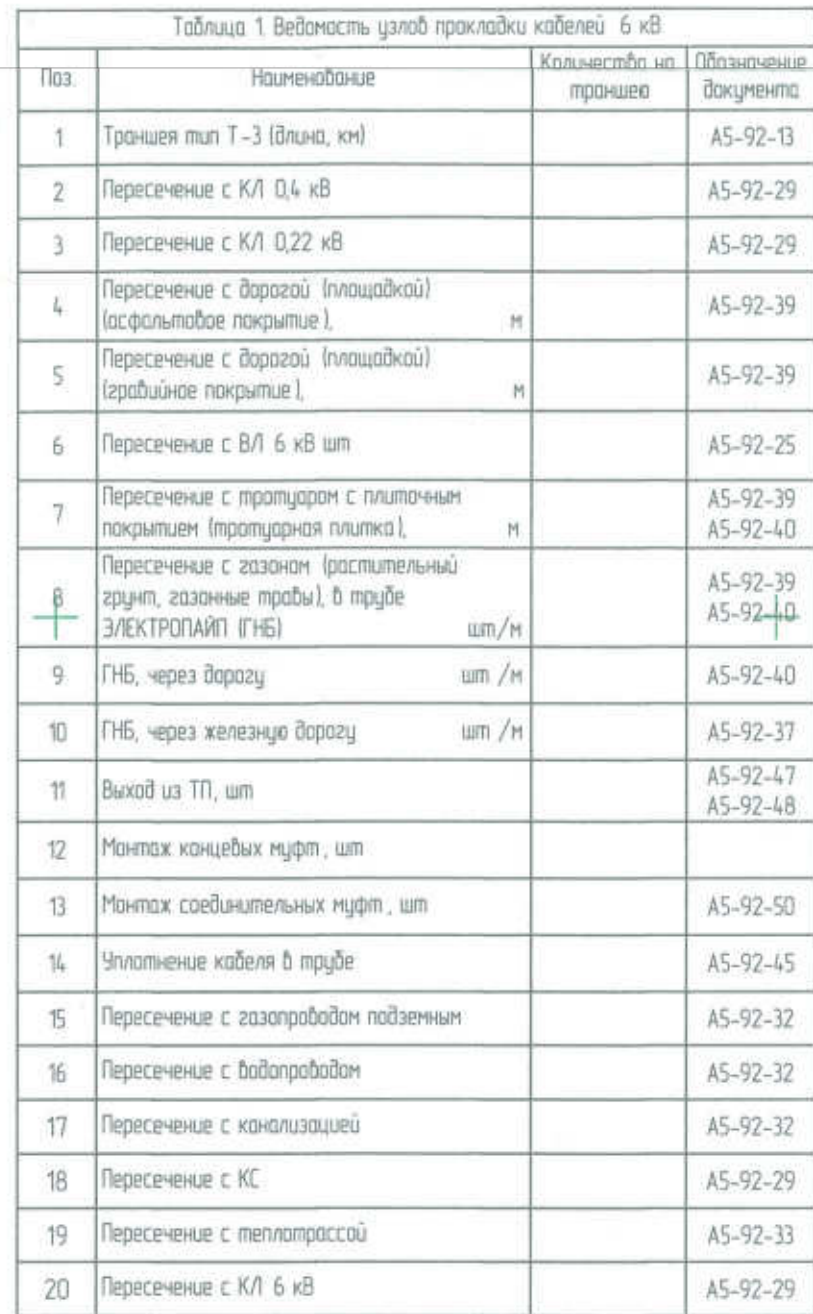 Таблица 1. Ведомость узлов прокладки кабелей 6 кВ
Поз. Наименование Количество на траншею Обозначение документа
1 Траншея тип Т-3 (длина, км) А5-92-13
2 Пересечение с КЛ 0,4 кВ А5-92-29
3 Пересечение с КЛ 0,22 кВ А5-92-29
4 Пересечение с дорогой (площадкой)
(асфальтовое покрытие), м А5-92-39
5 Пересечение с дорогой (площадкой)
(гравийное покрытие), м А5-92-39
6 Пересечение с ВЛ 6 кВ шт А5-92-25
7 Пересечение с тротуаром с плиточным А5-92-39
покрытием (тротуарная плитка), м А5-92-40
8 Пересечение с газоном (растительный А5-92-39
грунт, газонные травы), в трубе А5-92-40
ЭЛЕКТРОПАЙП (ГНБ) шт/м
9 ГНБ, через дорогу шт /м А5-92-40
10 ГНБ, через железную дорогу шт /м А5-92-37
11 Выход из ТП, шт А5-92-47
А5-92-48
12 Монтаж концевых муфт, шт
13 Монтаж соединительных муфт, шт А5-92-50
14 Уплотнение кабеля в трубе А5-92-45
15 Пересечение с газопроводом подземным А5-92-32
16 Пересечение с водопроводом А5-92-32
17 Пересечение с канализацией А5-92-32
18 Пересечение с КС А5-92-29
19 Пересечение с теплотрассой А5-92-33
20 Пересечение с КЛ 6 кВ А5-92-29